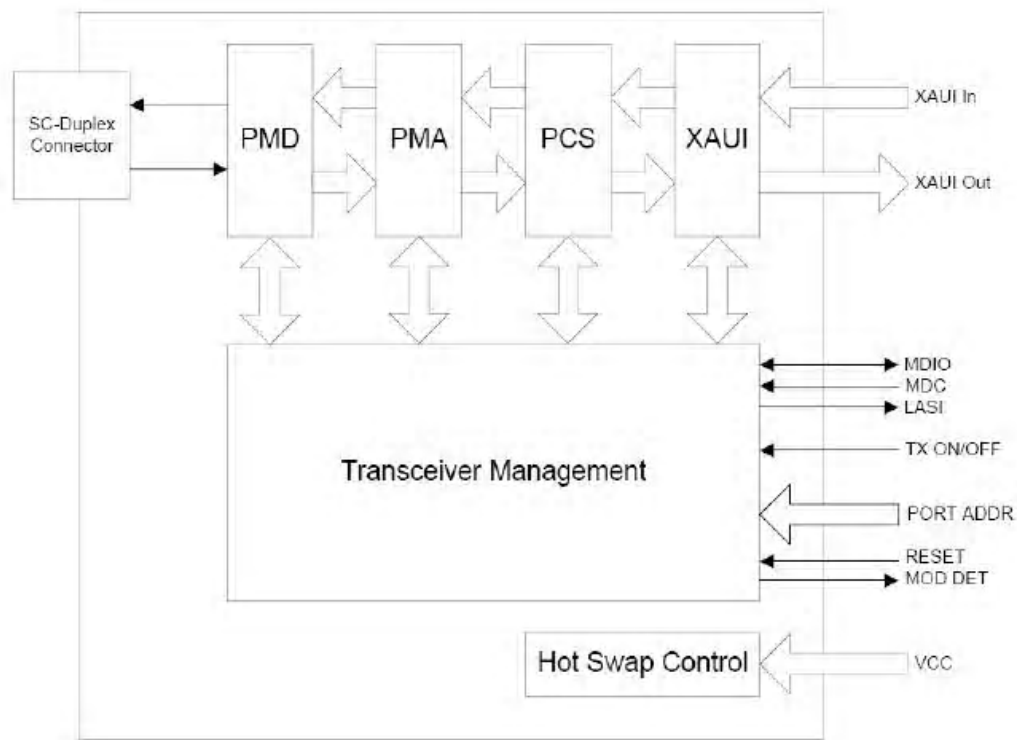 SC-Duplex
Connector
PMD
PMA
PCS
XAUI
XAUI In
XAUI Out
Transceiver Management
MDIO
MDC
LASI
TX ON/OFF
PORT ADDR
RESET
MOD DET
Hot Swap Control
VCC